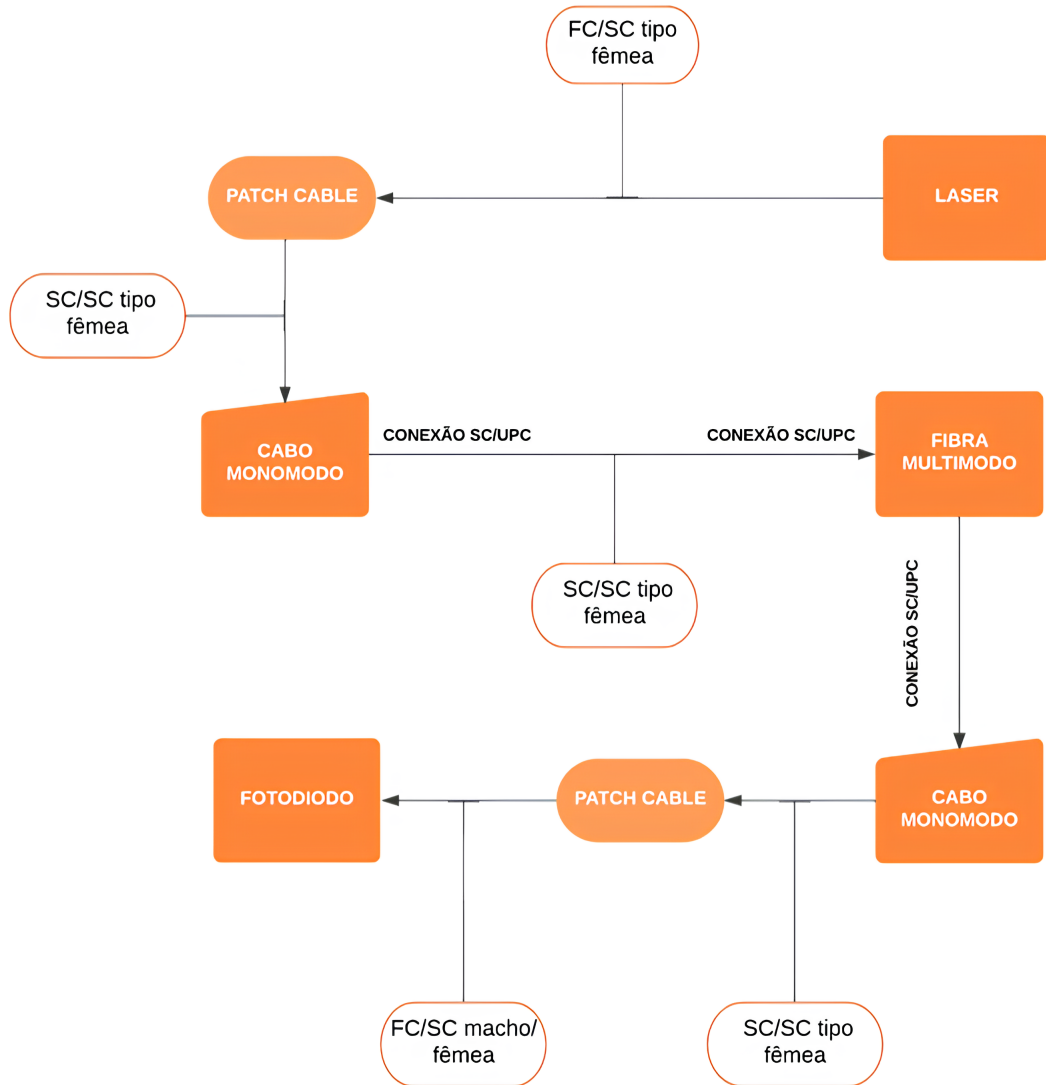 FC/SC tipo
fêmea
PATCH CABLE
LASER
SC/SC tipo
fêmea
CABO
MONOMODO
CONEXÃO SC/UPC
CONEXÃO SC/UPC
FIBRA
MULTIMODO
SC/SC tipo
fêmea
CONEXÃO SC/UPC
FOTODIODO
PATCH CABLE
CABO
MONOMODO
FC/SC macho/
fêmea
SC/SC tipo
fêmea